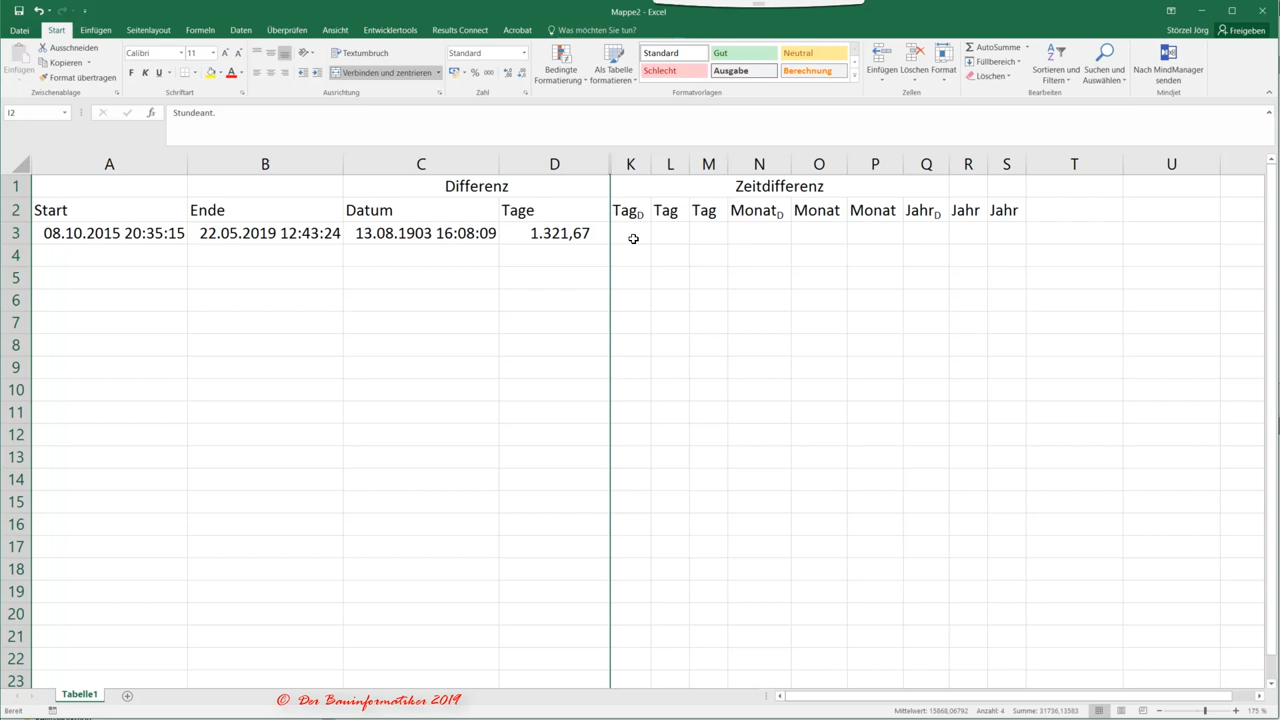 Mappe2 - Excel
Störzel Jörg
Freigeben
Datei
Start
Einfügen
Seitenlayout
Formeln
Daten
Überprüfen
Ansicht
Entwicklertools
Results Connect
Acrobat
Was möchten Sie tun?
Einfügen
Ausschneiden
Kopieren
Format übertragen
Zwischenablage
Calibri
11
K
U
Schriftart
Textumbruch
Verbinden und zentrieren
Ausrichtung
Standard
% 000
Zahl
Bedingte Formatierung
Als Tabelle formatieren
Standard Gut Neutral
Schlecht Ausgabe Berechnung
Formatvorlagen
Einfügen Löschen Format
Zellen
AutoSumme
Füllbereich
Löschen
Sortieren und Filtern
Suchen und Auswählen
Bearbeiten
Nach MindManager senden
Mindjet
I2
fx
Stundeant.
A B C D K L M N O P Q R S T U
1 Differenz Zeitdifferenz
2 Start Ende Datum Tage TagD Tag Tag MonatD Monat Monat JahrD Jahr Jahr
3 08.10.2015 20:35:15 22.05.2019 12:43:24 13.08.1903 16:08:09 1.321,67
4
5
6
7
8
9
10
11
12
13
14
15
16
17
18
19
20
21
22
23
Tabelle1
© Der Bauinformatiker 2019
Bereit
Mittelwert: 15868,06792 Anzahl: 4 Summe: 31736,13583
175 %